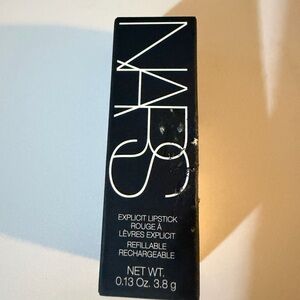 NARS
EXPLICIT LIPSTICK
ROUGE À
LÈVRES EXPLICIT
REFILLABLE
RECHARGEABLE
NET WT.
0.13 Oz. 3.8 g